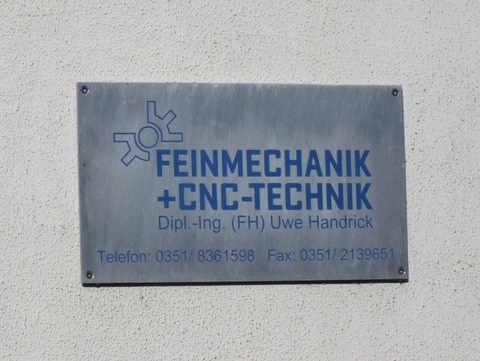 FEINMECHANIK
+CNC-TECHNIK
Dipl.-Ing. (FH) Uwe Handrick
Telefon: 0351/ 8361598 Fax: 0351/ 2139651